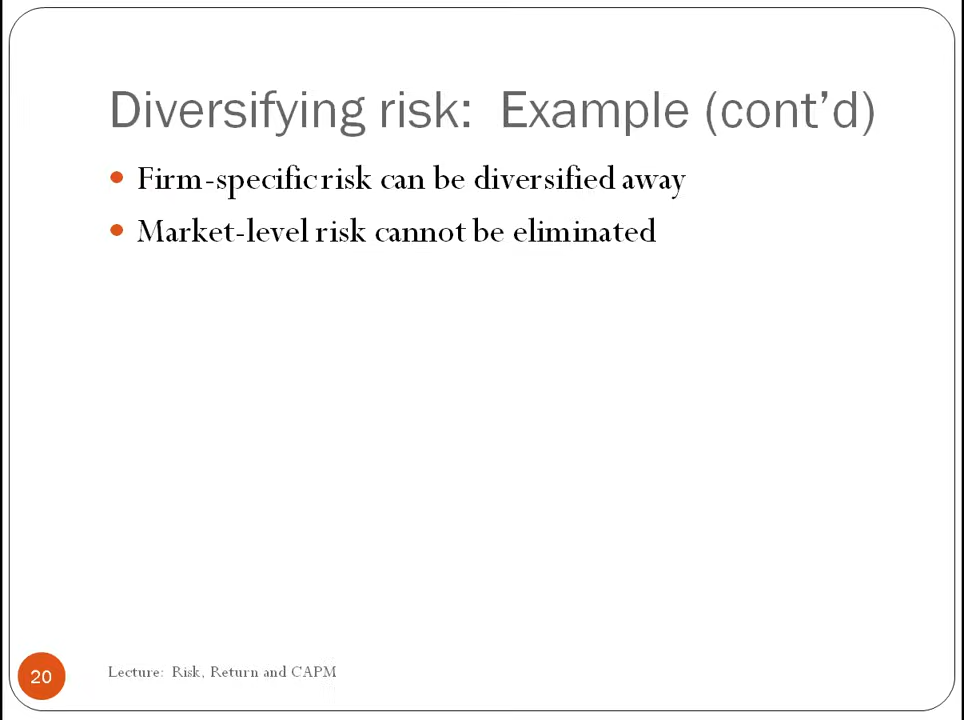 Diversifying risk: Example (cont’d)
Firm-specific risk can be diversified away
Market-level risk cannot be eliminated
20
Lecture: Risk, Return and CAPM